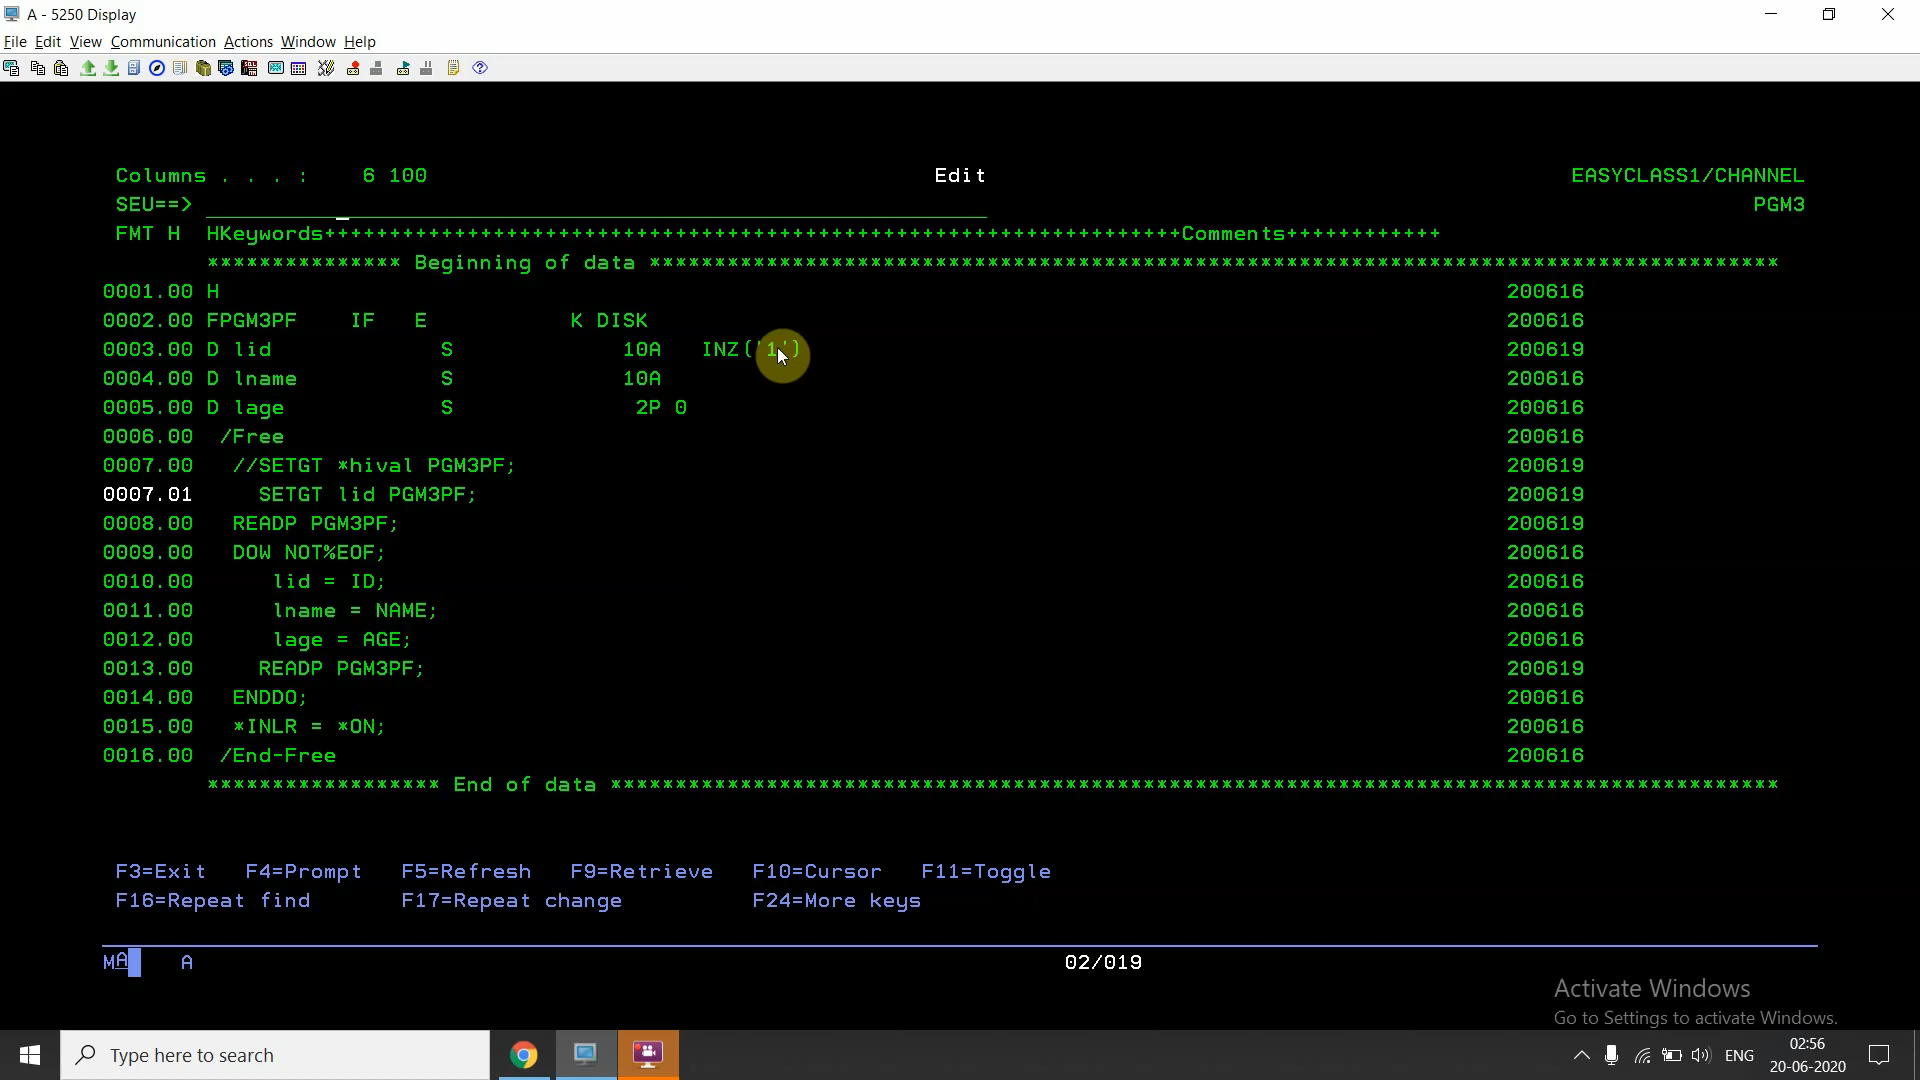 A - 5250 Display
File Edit View Communication Actions Window Help
Columns . . . :    6 100    Edit    EASYCLASS1/CHANNEL
SEU==>    PGM3
FMT H  HKeywords++++++++++++++++++++++++++++++++++++++++++++++++++++++++++++++++++Comments++++++++++++
*************** Beginning of data ***************************************************************************************
0001.00 H    200616
0002.00 FPGM3PF    IF   E           K DISK    200616
0003.00 D lid             S             10A   INZ('1')    200619
0004.00 D lname           S             10A    200616
0005.00 D lage            S              2P 0    200616
0006.00  /Free    200616
0007.00   //SETGT *hival PGM3PF;    200619
0007.01     SETGT lid PGM3PF;    200619
0008.00   READP PGM3PF;    200619
0009.00   DOW NOT%EOF;    200616
0010.00      lid = ID;    200616
0011.00      lname = NAME;    200616
0012.00      lage = AGE;    200616
0013.00     READP PGM3PF;    200619
0014.00   ENDDO;    200616
0015.00   *INLR = *ON;    200616
0016.00  /End-Free    200616
****************** End of data ******************************************************************************************
F3=Exit   F4=Prompt   F5=Refresh   F9=Retrieve   F10=Cursor   F11=Toggle
F16=Repeat find       F17=Repeat change          F24=More keys
MA    A    02/019
Activate Windows
Go to Settings to activate Windows.
Type here to search
ENG
02:56
20-06-2020